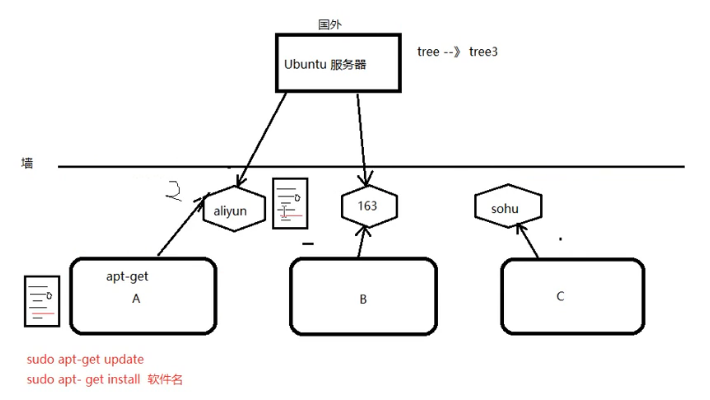 国外
Ubuntu 服务器
tree --》 tree3
墙
2
aliyun
163
sohu
apt-get
A
B
C
sudo apt-get update
sudo apt- get install 软件名